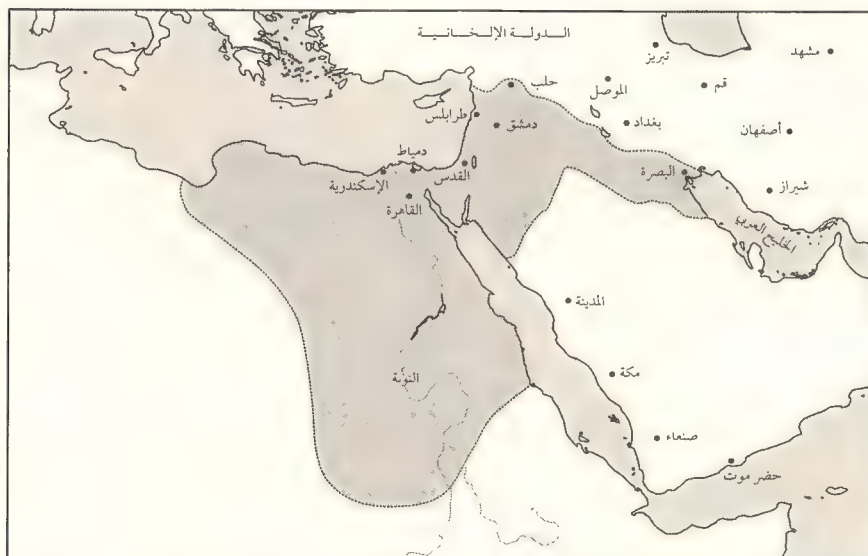 الدولة الإلخانية
مشهد
تبريز
قم
الموصل
حلب
طرابلس
دمشق
بغداد
أصفهان
دمياط
الإسكندرية
القدس
البصرة
شيراز
القاهرة
الخليج العربي
المدينة
النوبة
مكة
صنعاء
حضر موت